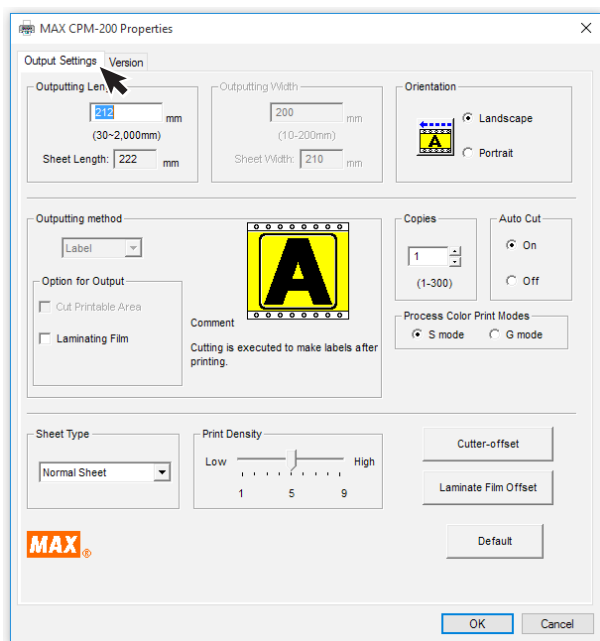 MAX CPM-200 Properties
Output Settings
Version
Outputting Len
212
mm
(30~2,000mm)
Sheet Length: 222 mm
Outputting Width
200
mm
(10-200mm)
Sheet Width: 210 mm
Orientation
A
Landscape
Portrait
Outputting method
Label
Option for Output
Cut Printable Area
Laminating Film
A
Comment
Cutting is executed to make labels after
printing.
Copies
1
(1-300)
Auto Cut
On
Off
Process Color Print Modes
S mode G mode
Sheet Type
Normal Sheet
Print Density
Low High
1 5 9
Cutter-offset
Laminate Film Offset
Default
MAX®
OK Cancel